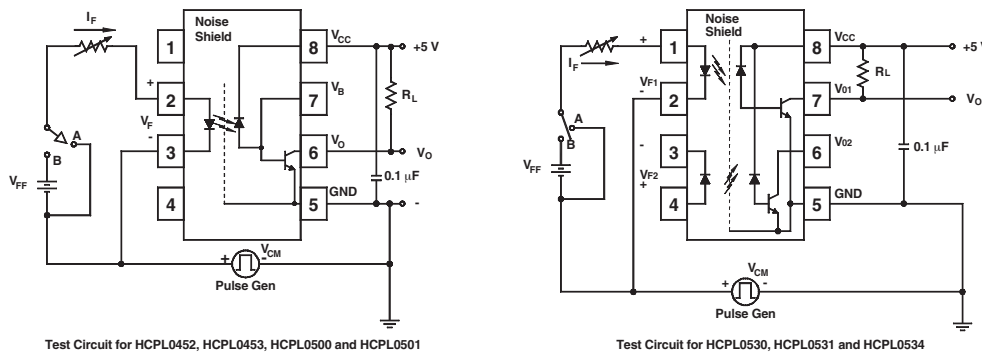 I_F
Noise
Shield
1
8
V_CC
+5 V
+
2
7
V_B
R_L
V_F
A
-
3
6
V_O
V_O
B
0.1 μF
V_FF
4
5
GND
-
+
V_CM
-
Pulse Gen
Test Circuit for HCPL0452, HCPL0453, HCPL0500 and HCPL0501
Noise
Shield
+
1
8
V_CC
+5 V
I_F
R_L
V_F1
-
2
7
V_01
V_O
A
B
-
3
6
V_02
0.1 μF
V_FF
V_F2
+
4
5
GND
V_CM
+
-
Pulse Gen
Test Circuit for HCPL0530, HCPL0531 and HCPL0534